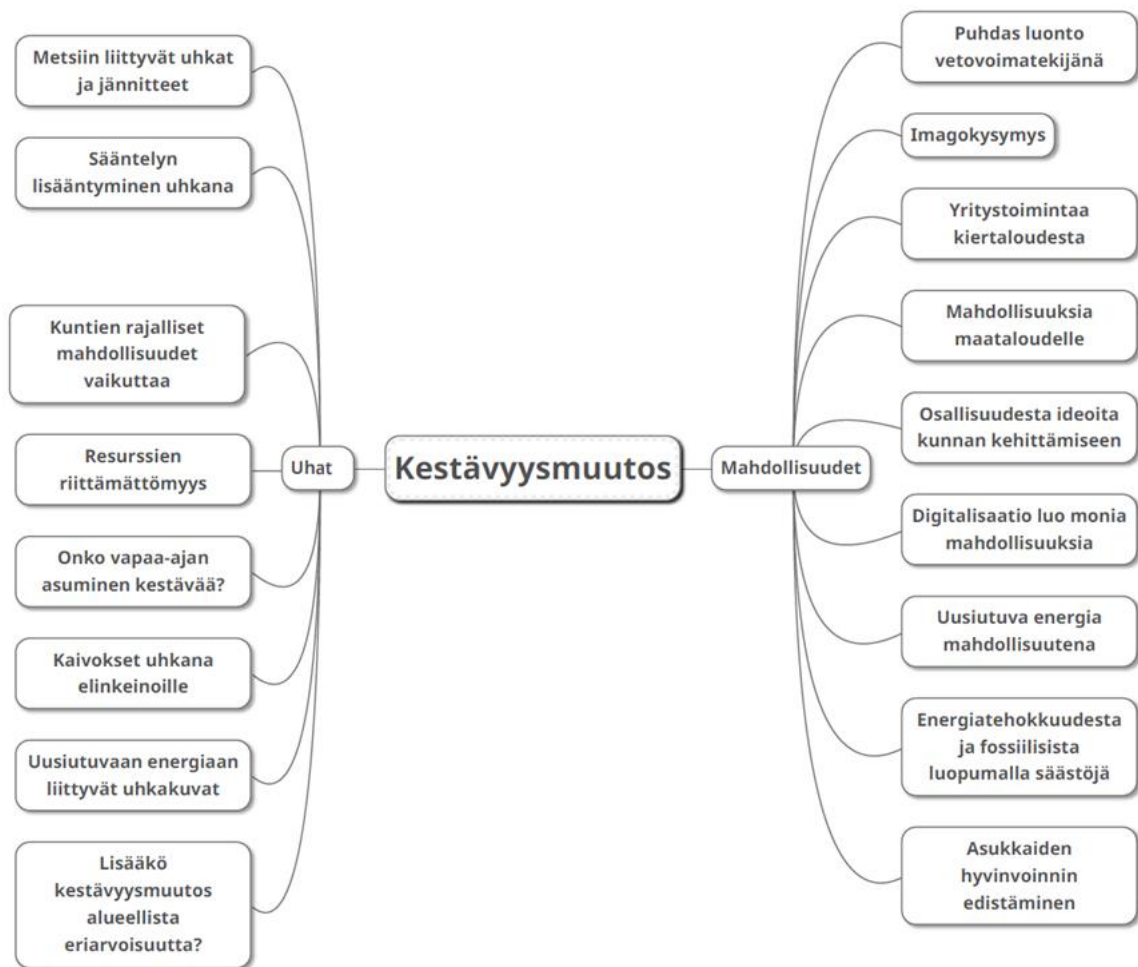 Metsiin liittyvät uhkat
ja jännitteet
Sääntelyn
lisääntyminen uhkana
Kuntien rajalliset
mahdollisuudet
vaikuttaa
Resurssien
riittämättömyys
Onko vapaa-ajan
asuminen kestävää?
Kaivokset uhkana
elinkeinoille
Uusiutuvaan energiaan
liittyvät uhkakuvat
Lisääkö
kestävyysmuutos
alueellista
eriarvoisuutta?
Uhat
Kestävyysmuutos
Mahdollisuudet
Puhdas luonto
vetovoimatekijänä
Imagokysymys
Yritystoimintaa
kiertaloudesta
Mahdollisuuksia
maataloudelle
Osallisuudesta ideoita
kunnan kehittämiseen
Digitalisaatio luo monia
mahdollisuuksia
Uusiutuva energia
mahdollisuutena
Energiatehokkuudesta
ja fossiilisista
luopumalla säästöjä
Asukkaiden
hyvinvoinnin
edistäminen